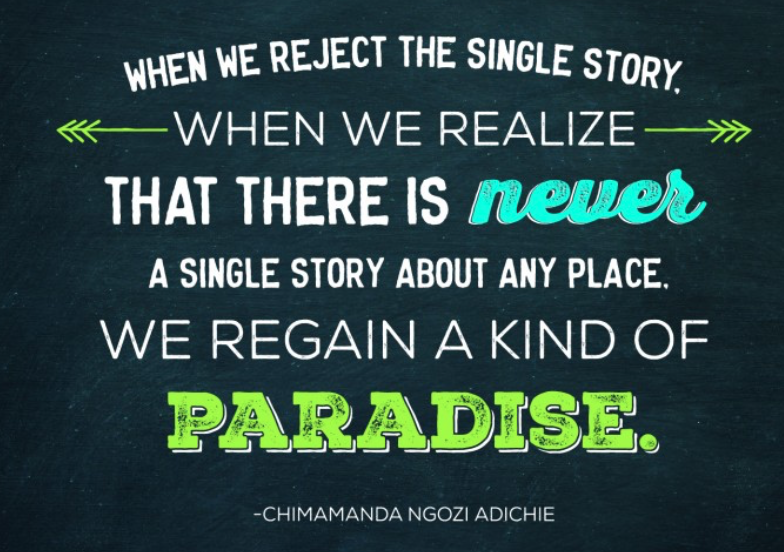 WHEN WE REJECT THE SINGLE STORY,
WHEN WE REALIZE
THAT THERE IS never
A SINGLE STORY ABOUT ANY PLACE,
WE REGAIN A KIND OF
PARADISE.
-CHIMAMANDA NGOZI ADICHIE